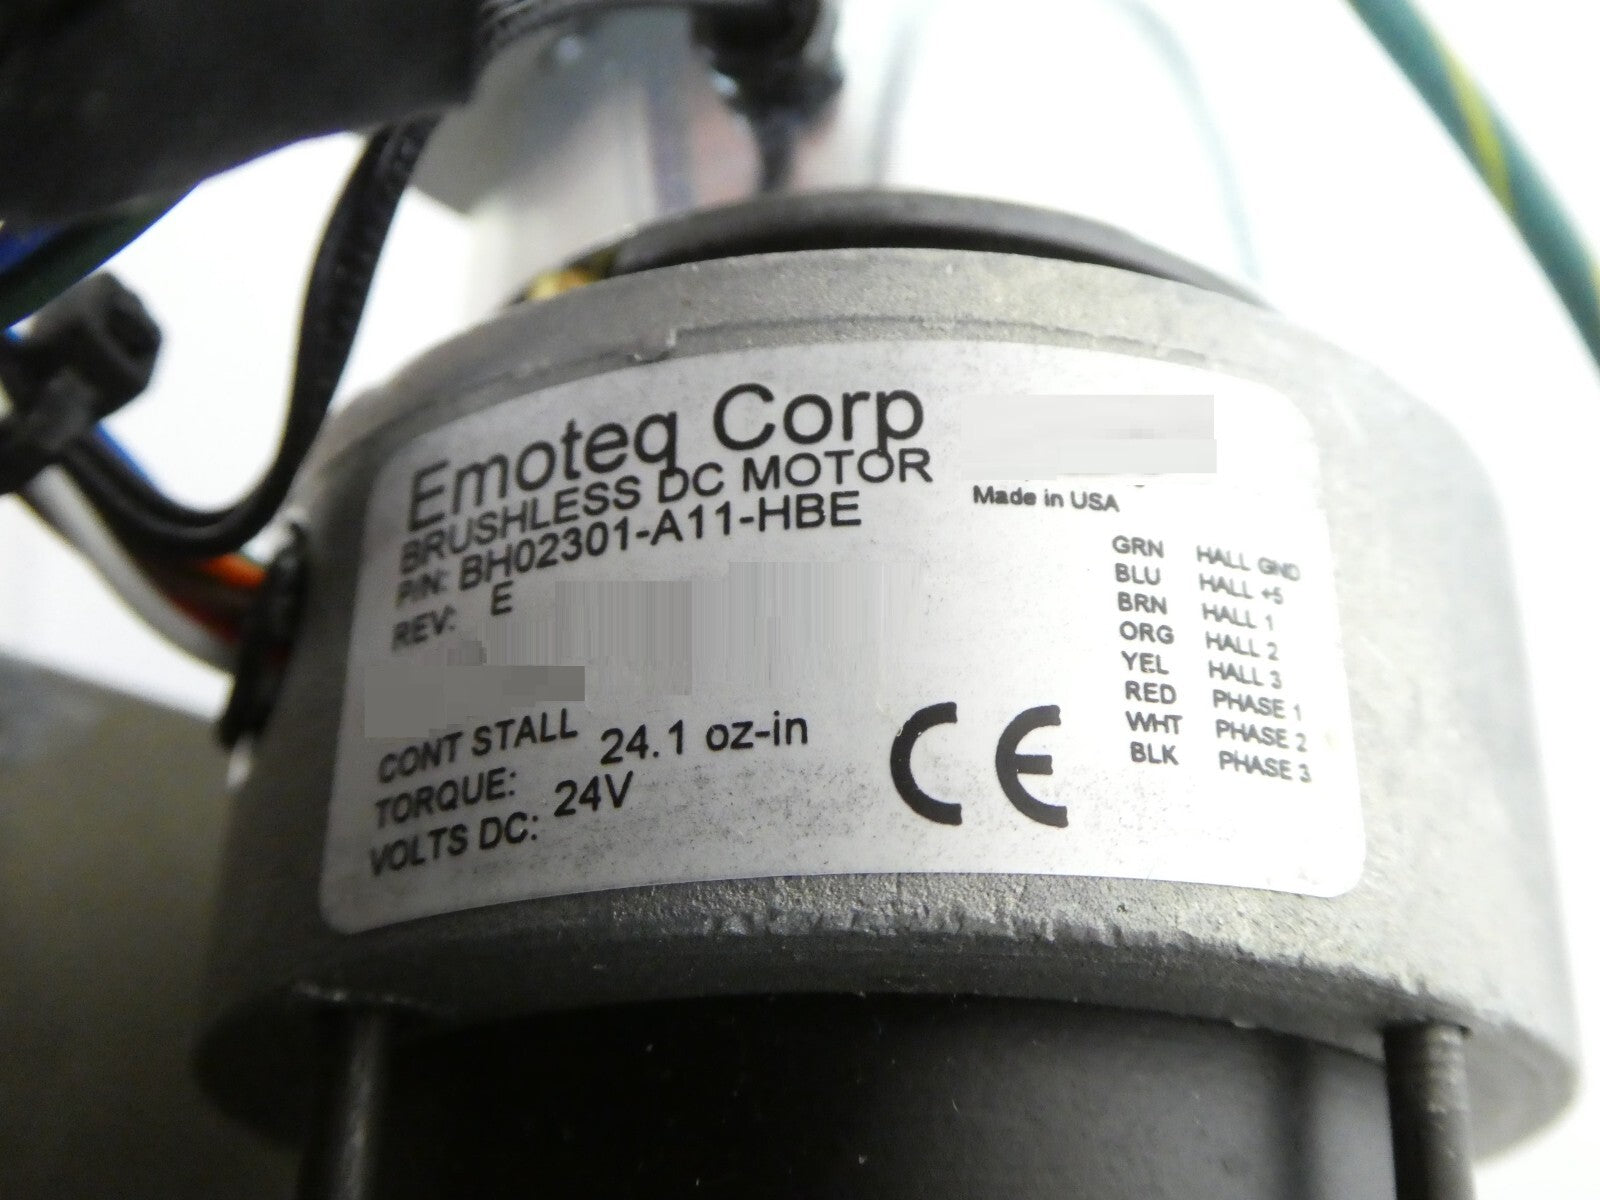 Emoteq Corp
BRUSHLESS DC MOTOR
P/N: BH02301-A11-HBE
REV: E
Made in USA
CONT STALL
TORQUE: 24.1 oz-in
VOLTS DC: 24V
CE
GRN HALL GND
BLU HALL +5
BRN HALL 1
ORG HALL 2
YEL HALL 3
RED PHASE 1
WHT PHASE 2
BLK PHASE 3